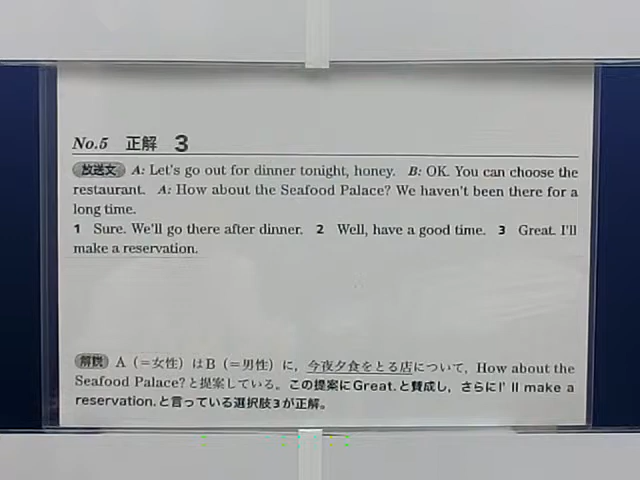 No.5 正解 3
放送文 A: Let's go out for dinner tonight, honey. B: OK. You can choose the
restaurant. A: How about the Seafood Palace? We haven't been there for a
long time.
1 Sure. We'll go there after dinner. 2 Well, have a good time. 3 Great. I'll
make a reservation.
解説 A（=女性）はB（=男性）に，今夜夕食をとる店について，How about the
Seafood Palace? と提案している。この提案にGreat. と賛成し，さらにI' ll make a
reservation. と言っている選択肢3が正解。